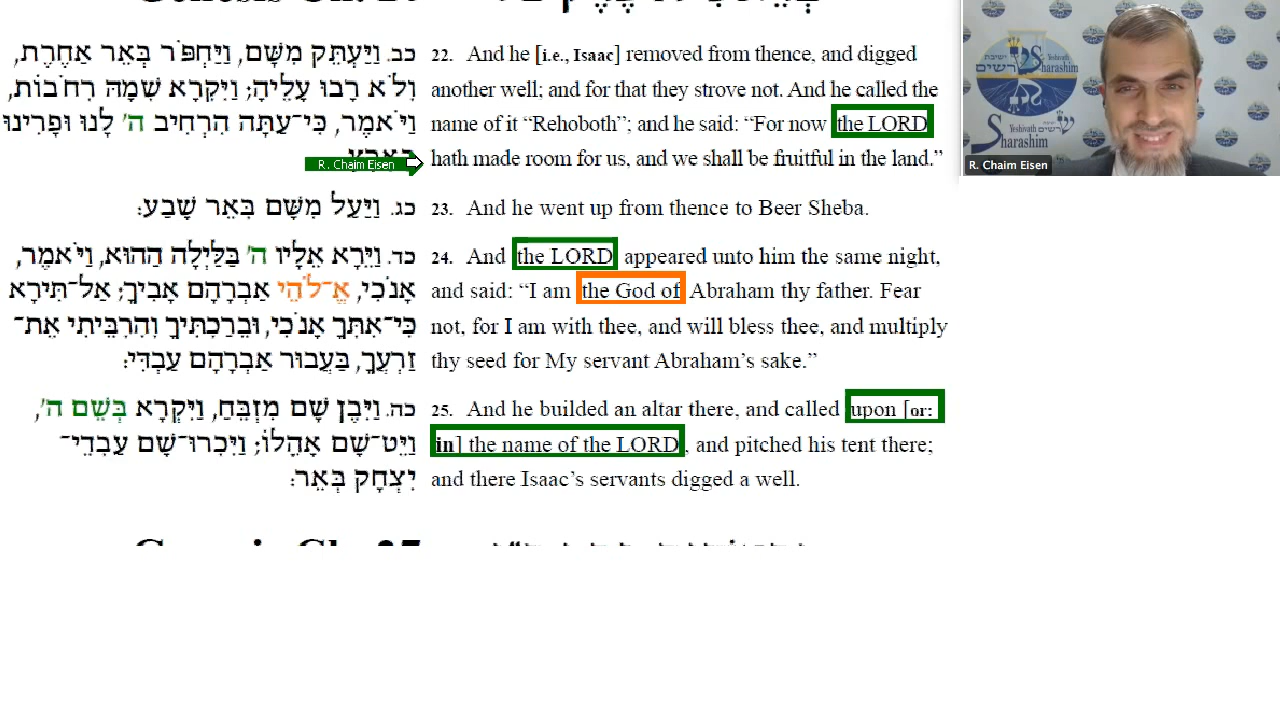 כב. וַיַּעְתֵּק מִשָּׁם, וַיַּחְפֹּר בְּאֵר אַחֶרֶת,
וְלֹא רָבוּ עָלֶיהָ; וַיִּקְרָא שְׁמָהּ רְחֹבוֹת,
וַיֹּאמֶר, כִּי־עַתָּה הִרְחִיב ה' לָנוּ וּפָרִינוּ
22. And he [i.e., Isaac] removed from thence, and digged
another well; and for that they strove not. And he called the
name of it “Rehoboth”; and he said: “For now the LORD
hath made room for us, and we shall be fruitful in the land.”
R. Chaim Eisen
כג. וַיַּעַל מִשָּׁם בְּאֵר שָׁבַע:
23. And he went up from thence to Beer Sheba.
כד. וַיֵּרָא אֵלָיו ה' בַּלַּיְלָה הַהוּא, וַיֹּאמֶר,
אָנֹכִי, אֱ־לֹהֵי אַבְרָהָם אָבִיךָ; אַל־תִּירָא
כִּי־אִתְּךָ אָנֹכִי, וּבֵרַכְתִּיךָ וְהִרְבֵּיתִי אֶת־
זַרְעֲךָ, בַּעֲבוּר אַבְרָהָם עַבְדִּי:
24. And the LORD appeared unto him the same night,
and said: “I am the God of Abraham thy father. Fear
not, for I am with thee, and will bless thee, and multiply
thy seed for My servant Abraham’s sake.”
כה. וַיִּבֶן שָׁם מִזְבֵּחַ, וַיִּקְרָא בְּשֵׁם ה',
וַיֵּט־שָׁם אָהֳלוֹ; וַיִּכְרוּ־שָׁם עַבְדֵי־
יִצְחָק בְּאֵר:
25. And he builded an altar there, and called upon [or:
in] the name of the LORD, and pitched his tent there;
and there Isaac’s servants digged a well.
ישיבת
שרשים
Yeshivath
Sharashim
R. Chaim Eisen